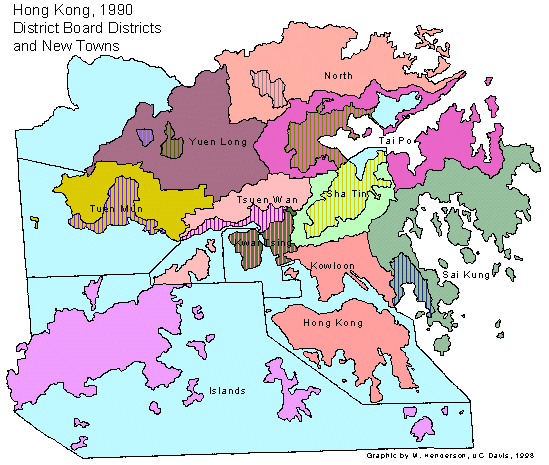 Hong Kong, 1990
District Board Districts
and New Towns
North
Yuen Long
Tai Po
Tsuen Wan
Sha Tin
Tuen Mun
Kwai Tsing
Kowloon
Sai Kung
Hong Kong
Islands
Graphic by M. Henderson, UC Davis, 1998